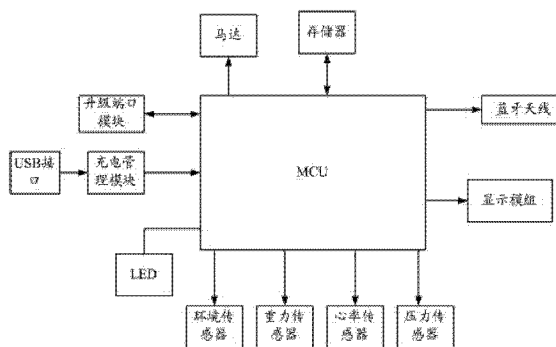 马达
存储器
升级端口
模块
蓝牙天线
USB接
口
充电管
理模块
MCU
显示模组
LED
环境传
感器
重力传
感器
心率传
感器
压力传
感器